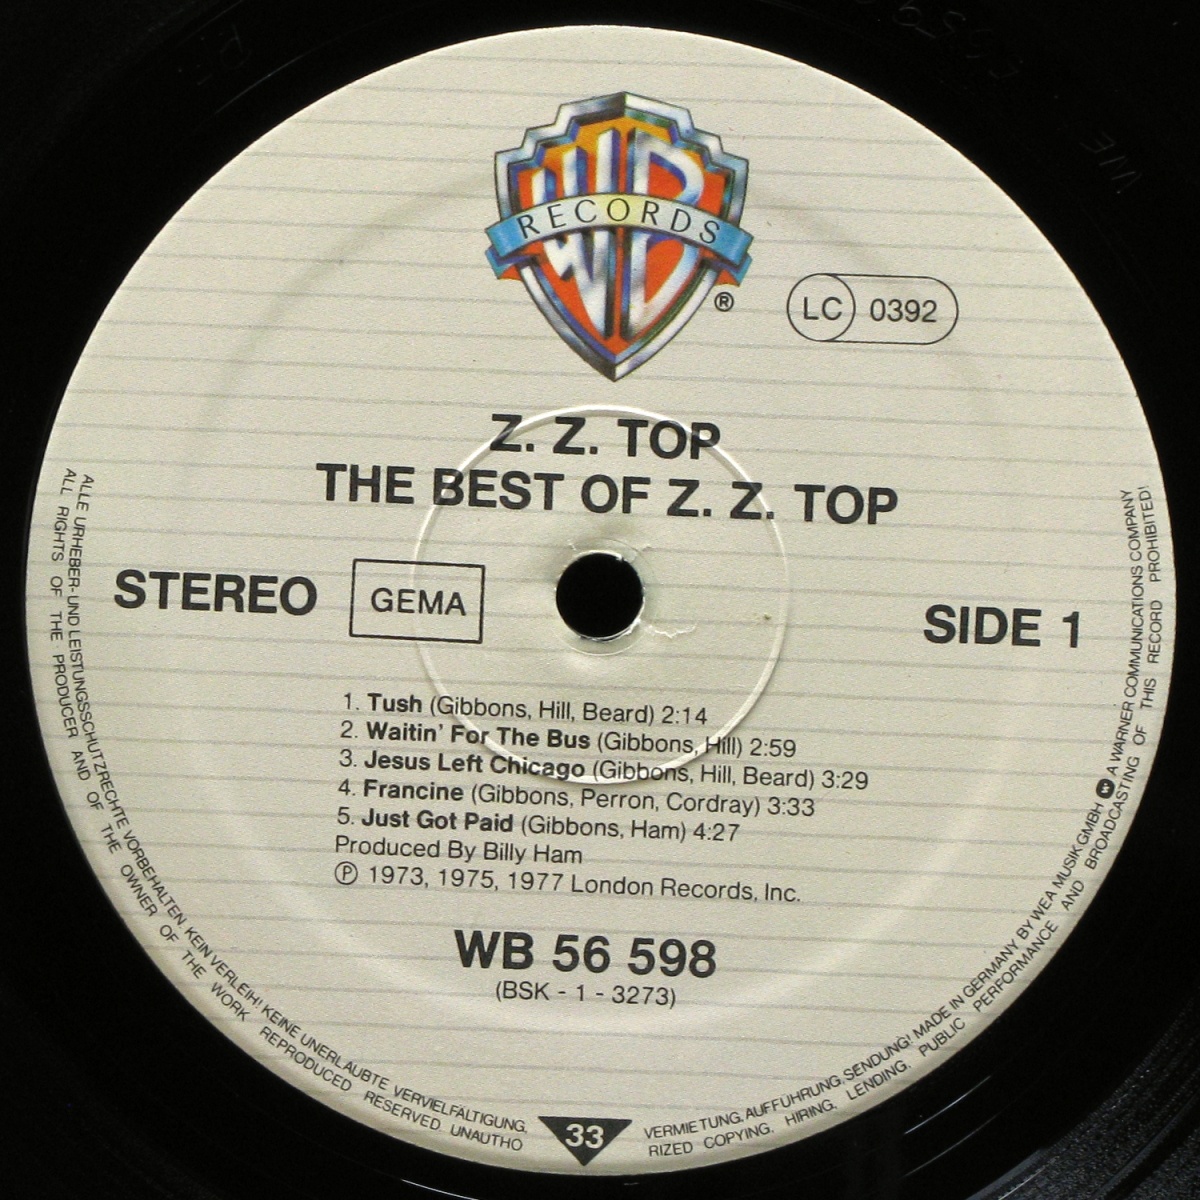 WB
RECORDS
®
LC 0392
Z. Z. TOP
THE BEST OF Z. Z. TOP
STEREO GEMA
SIDE 1
1. Tush (Gibbons, Hill, Beard) 2:14
2. Waitin' For The Bus (Gibbons, Hill) 2:59
3. Jesus Left Chicago (Gibbons, Hill, Beard) 3:29
4. Francine (Gibbons, Perron, Cordray) 3:33
5. Just Got Paid (Gibbons, Ham) 4:27
Produced By Billy Ham
Ⓟ 1973, 1975, 1977 London Records, Inc.
WB 56 598
(BSK - 1 - 3273)
33
ALLE URHEBER- UND LEISTUNGSSCHUTZRECHTE VORBEHALTEN. KEIN VERLEIH! KEINE UNERLAUBTE VERVIELFÄLTIGUNG, VERMIETUNG, AUFFÜHRUNG, SENDUNG! MADE IN GERMANY BY WEA MUSIK GMBH A WARNER COMMUNICATIONS COMPANY
ALL RIGHTS OF THE PRODUCER AND OF THE OWNER OF THE WORK REPRODUCED RESERVED. UNAUTHORIZED COPYING, HIRING, LENDING, PUBLIC PERFORMANCE AND BROADCASTING OF THIS RECORD PROHIBITED!